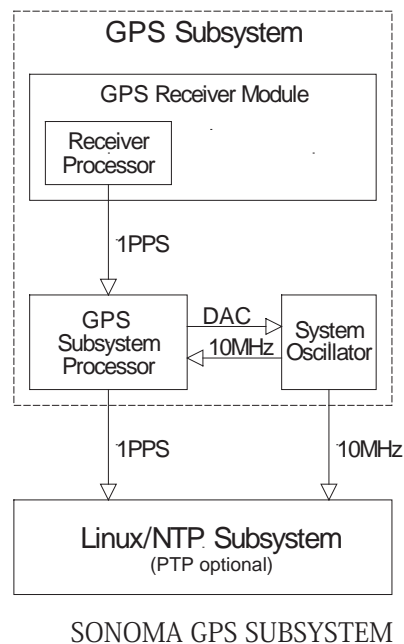 GPS Subsystem
GPS Receiver Module
Receiver
Processor
1PPS
GPS
Subsystem
Processor
DAC
10MHz
System
Oscillator
1PPS
10MHz
Linux/NTP Subsystem
(PTP optional)
SONOMA GPS SUBSYSTEM